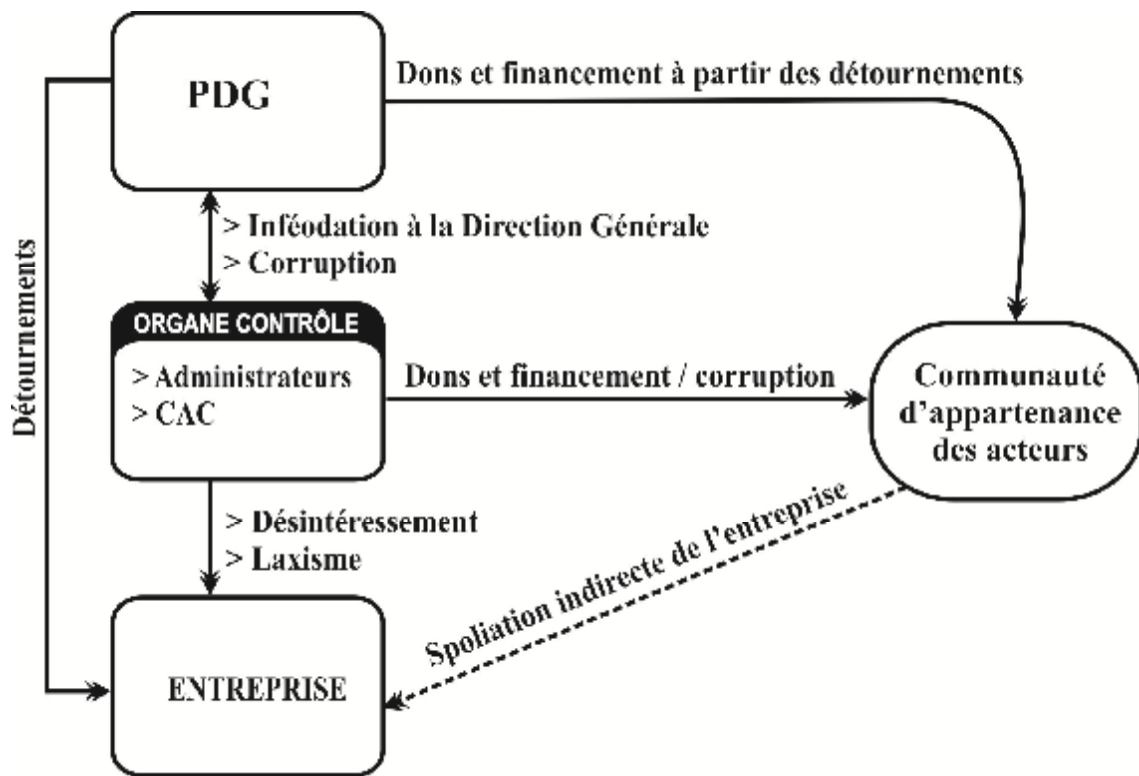 PDG
Dons et financement à partir des détournements
> Inféodation à la Direction Générale
> Corruption
Détournements
ORGANE CONTRÔLE
> Administrateurs
> CAC
Dons et financement / corruption
Communauté
d'appartenance
des acteurs
> Désintéressement
> Laxisme
Spoliation indirecte de l'entreprise
ENTREPRISE